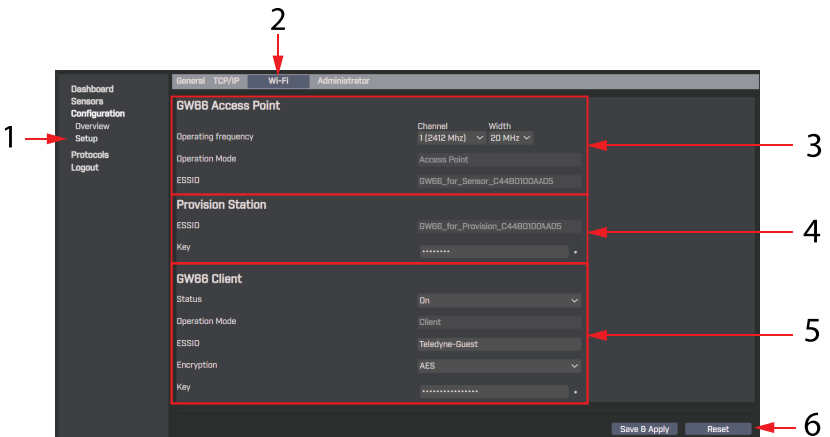 2
General TCP/IP Wi-Fi Administrator
Dashboard
Sensors
Configuration
Overview
Setup
Protocols
Logout
1
GW66 Access Point
Channel Width
Operating frequency 1 (2412 Mhz) 20 MHz
Operation Mode Access Point
ESSID GW66_for_Sensor_C44BD100AA05
3
Provision Station
ESSID GW66_for_Provision_C44BD100AA05
Key ········
4
GW66 Client
Status On
Operation Mode Client
ESSID Teledyne-Guest
Encryption AES
Key ················
5
Save & Apply Reset
6